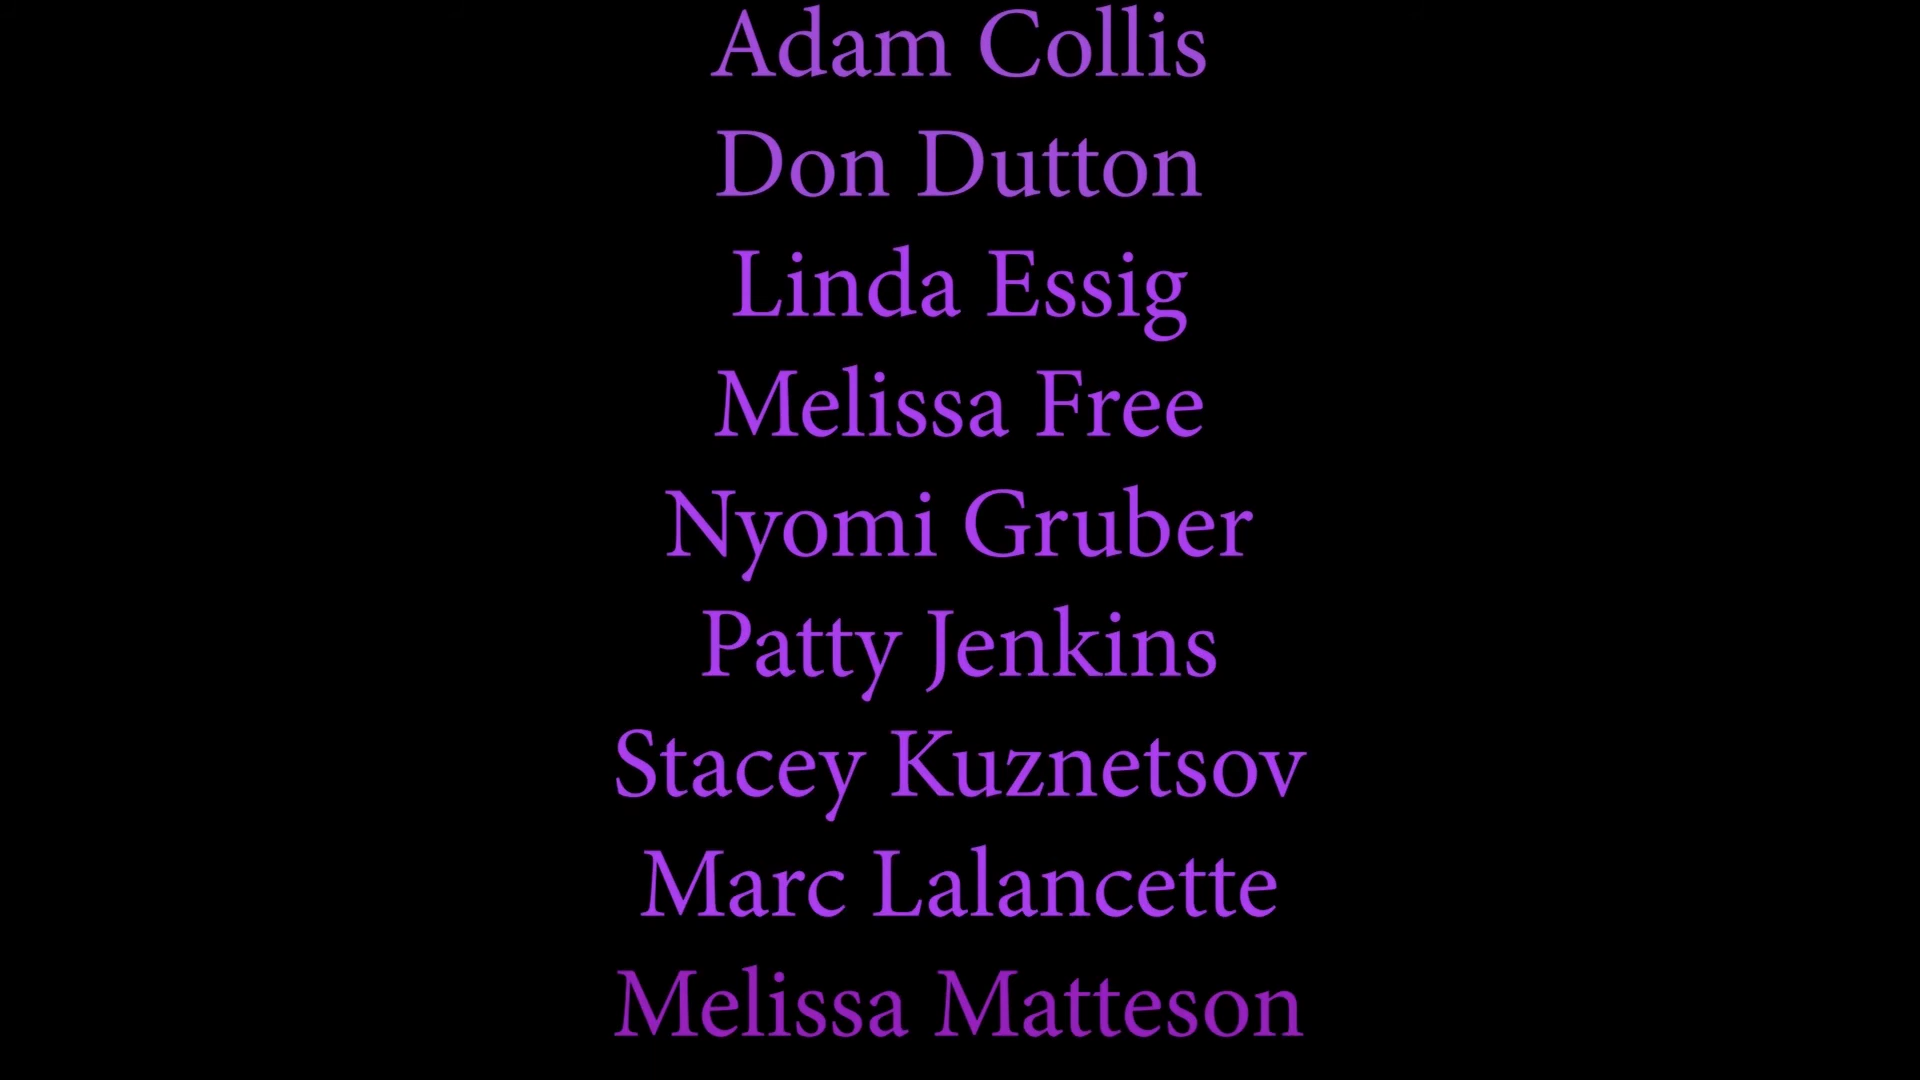 Adam Collis
Don Dutton
Linda Essig
Melissa Free
Nyomi Gruber
Patty Jenkins
Stacey Kuznetsov
Marc Lalancette
Melissa Matteson